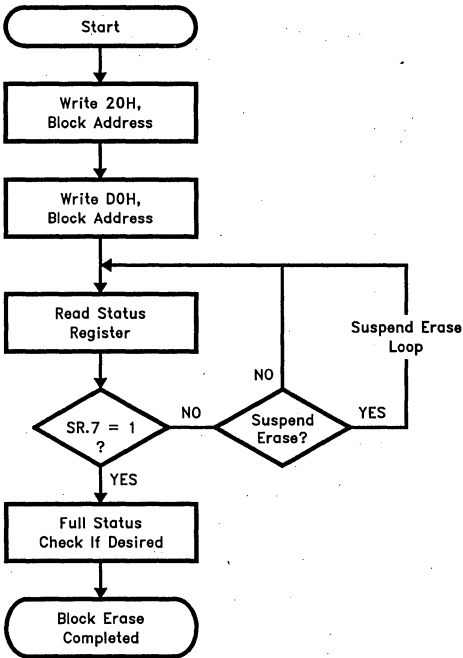 Start
Write 20H,
Block Address
Write D0H,
Block Address
Read Status
Register
Suspend Erase
Loop
NO
SR.7 = 1
?
NO
Suspend
Erase?
YES
YES
Full Status
Check If Desired
Block Erase
Completed